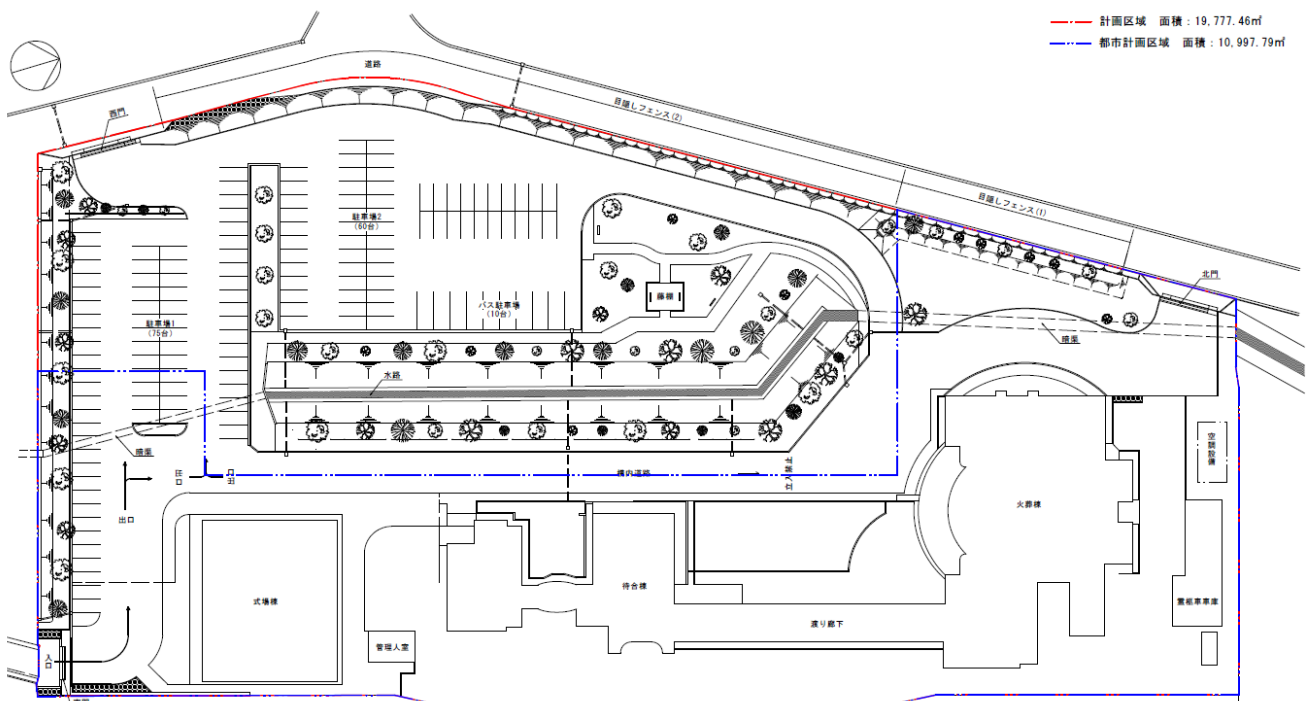 計画区域 面積：19,777.46㎡
都市計画区域 面積：10,997.79㎡
道路
西門
目隠しフェンス(2)
目隠しフェンス(1)
北門
駐車場2
(60台)
駐車場1
(75台)
バス駐車場
(10台)
藤棚
暗渠
水路
暗渠
構内道路
立入禁止
出口
出口
出口
空調設備
火葬棟
式場棟
待合棟
渡り廊下
管理人室
霊柩車車庫
入口